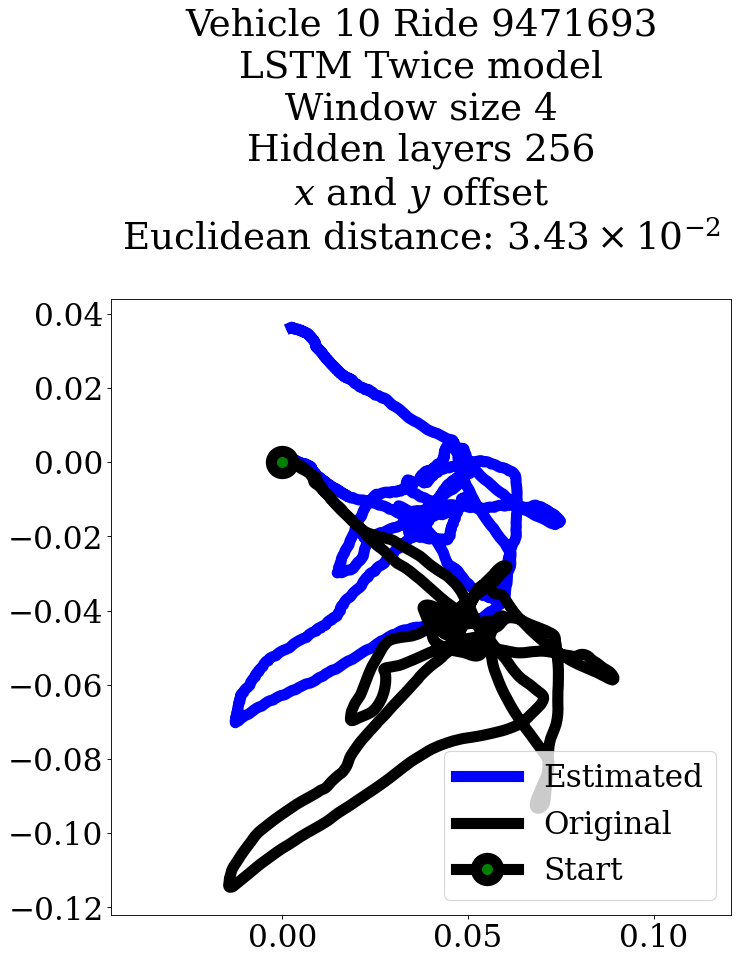 Vehicle 10 Ride 9471693
LSTM Twice model
Window size 4
Hidden layers 256
x and y offset
Euclidean distance: 3.43 × 10⁻²
0.04
0.02
0.00
−0.02
−0.04
−0.06
−0.08
−0.10
−0.12
Estimated
Original
Start
0.00
0.05
0.10